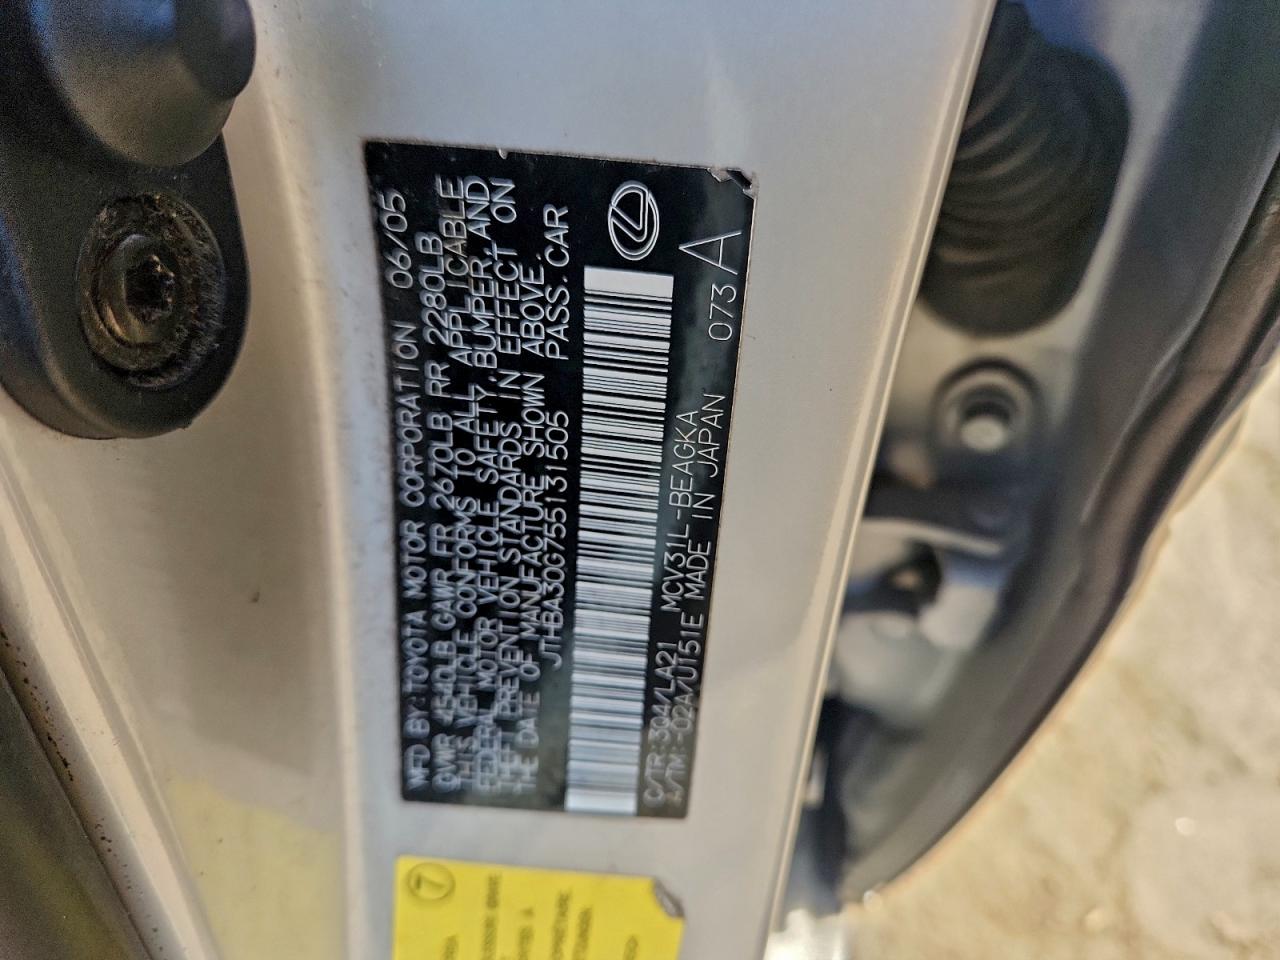 MFD BY: TOYOTA MOTOR CORPORATION 06/05
GVWR 4540LB GAWR FR 2670LB RR 2280LB
THIS VEHICLE CONFORMS TO ALL APPLICABLE
FEDERAL MOTOR VEHICLE SAFETY, BUMPER, AND
THEFT PREVENTION STANDARDS IN EFFECT ON
THE DATE OF MANUFACTURE SHOWN ABOVE.
JTHBA30G755131505 PASS. CAR
C/TR: 3Q4/LA21 MCV31L-BEAGKA 073
A/TM: -02A/U151E MADE IN JAPAN A
7